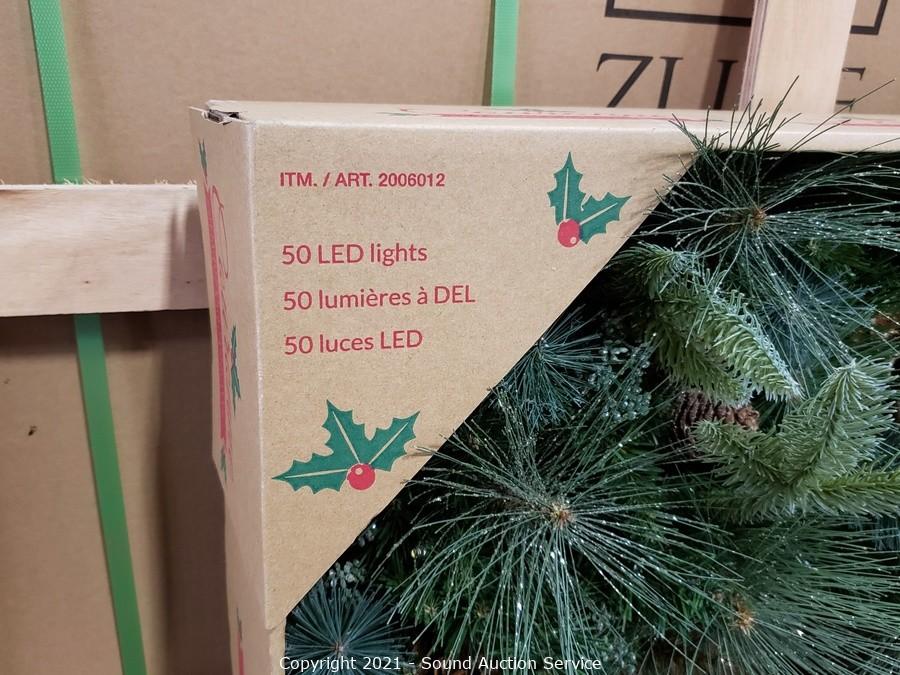 ITM. / ART. 2006012
50 LED lights
50 lumières à DEL
50 luces LED
Copyright 2021 - Sound Auction Service